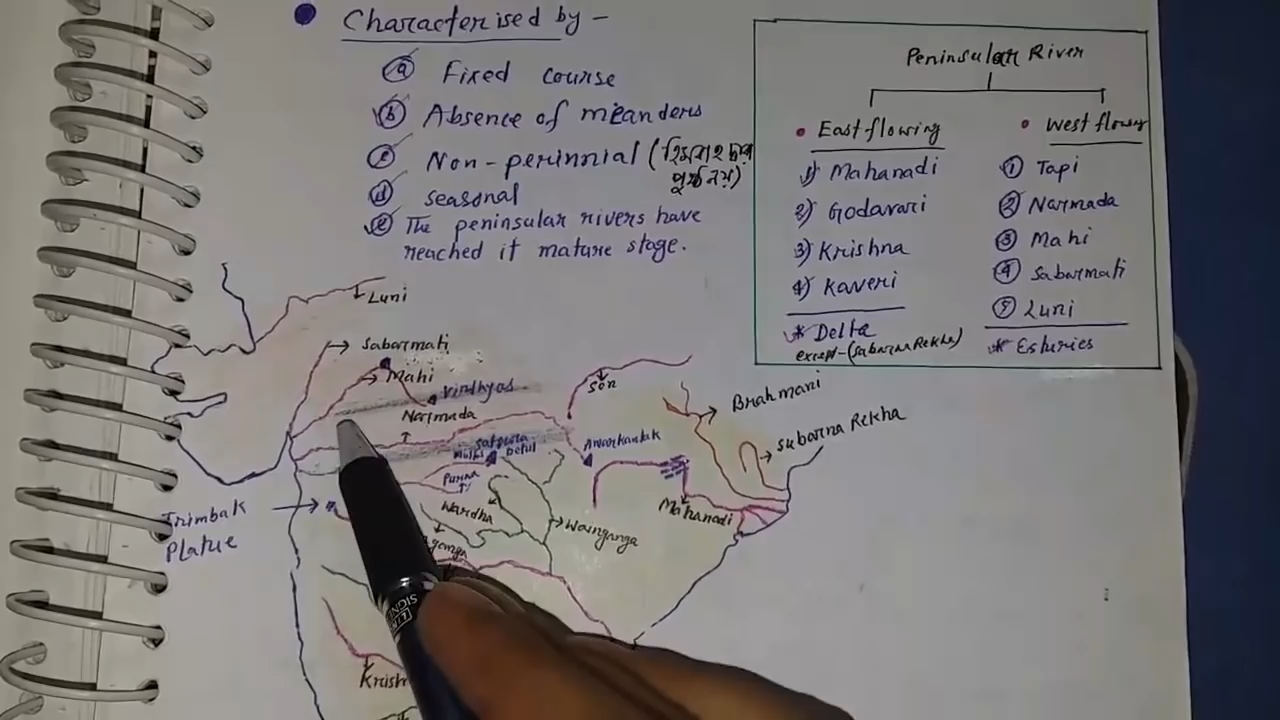 Characterised by –
(a) Fixed course
(b) Absence of meanders
(c) Non-perinnial (
(d) seasonal
(e) The peninsular rivers have
reached it mature stage.
Peninsular River
East flowing
1) Mahanadi
2) Godavari
3) Krishna
4) Kaveri
* Delta
except-(Sabarna Rekha)
West flowing
① Tapi
② Narmada
③ Mahi
④ Sabarmati
⑤ Luni
* Esturies
Luni
Sabarmati
Mahi
Vindhyas
Narmada
Son
Brahmani
Subarna Rekha
Satpura
Betul
Amarkantak
Purna
Wardha
Wainganga
Mahanadi
Trimbak
Platue
Krish